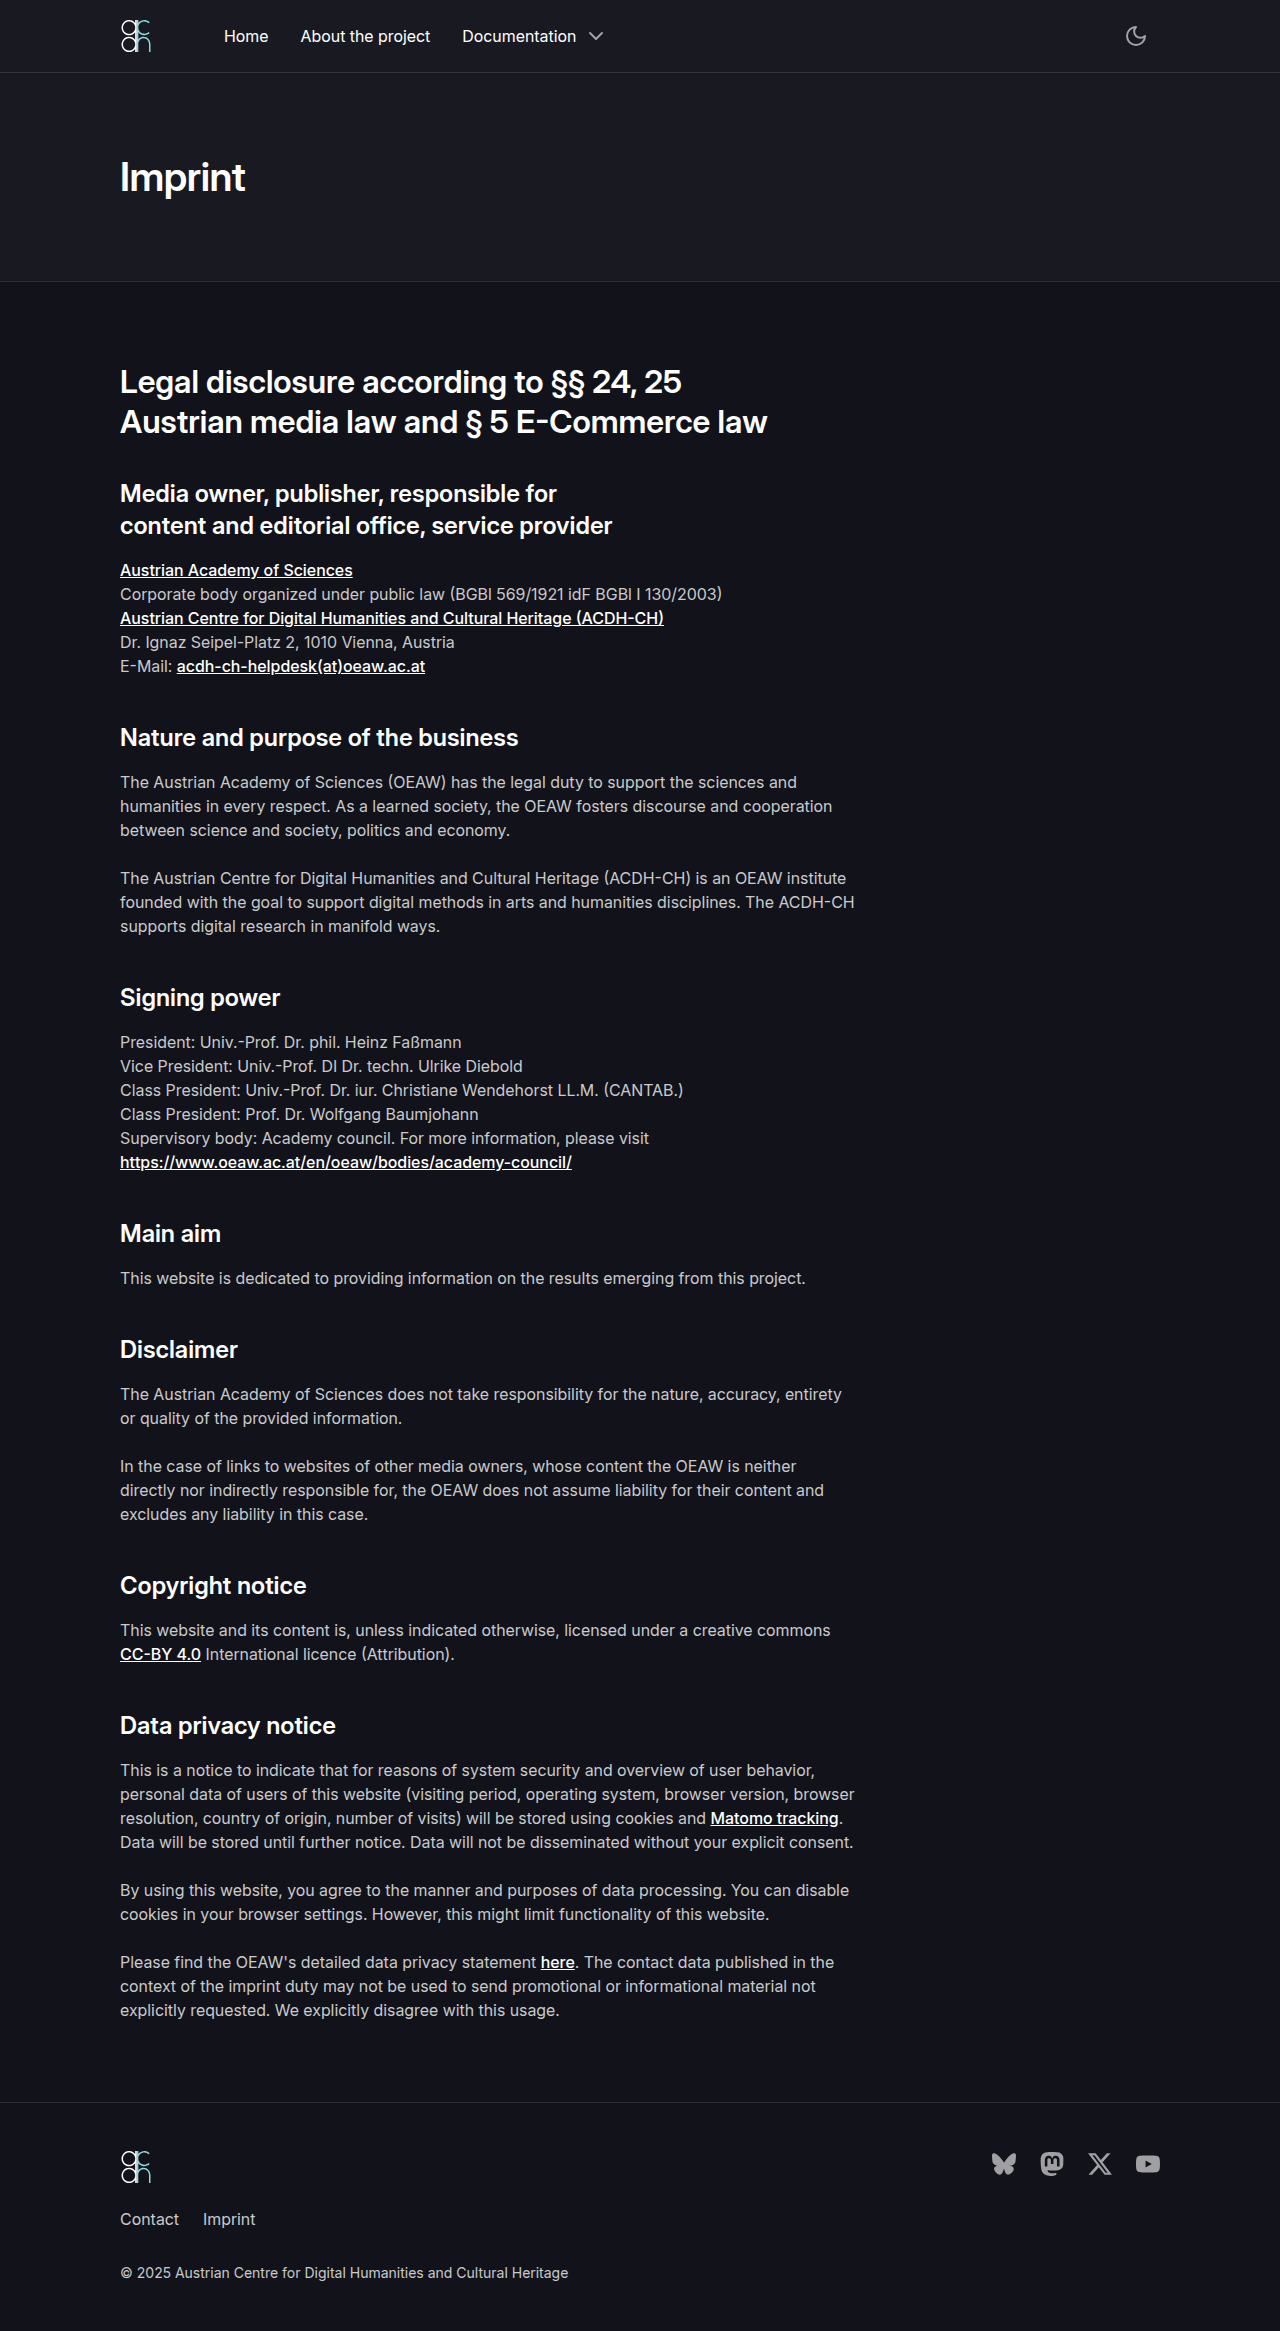 Home
About the project
Documentation
Imprint
Legal disclosure according to §§ 24, 25
Austrian media law and § 5 E-Commerce law
Media owner, publisher, responsible for
content and editorial office, service provider
Austrian Academy of Sciences
Corporate body organized under public law (BGBl 569/1921 idF BGBl I 130/2003)
Austrian Centre for Digital Humanities and Cultural Heritage (ACDH-CH)
Dr. Ignaz Seipel-Platz 2, 1010 Vienna, Austria
E-Mail: acdh-ch-helpdesk(at)oeaw.ac.at
Nature and purpose of the business
The Austrian Academy of Sciences (OEAW) has the legal duty to support the sciences and
humanities in every respect. As a learned society, the OEAW fosters discourse and cooperation
between science and society, politics and economy.
The Austrian Centre for Digital Humanities and Cultural Heritage (ACDH-CH) is an OEAW institute
founded with the goal to support digital methods in arts and humanities disciplines. The ACDH-CH
supports digital research in manifold ways.
Signing power
President: Univ.-Prof. Dr. phil. Heinz Faßmann
Vice President: Univ.-Prof. DI Dr. techn. Ulrike Diebold
Class President: Univ.-Prof. Dr. iur. Christiane Wendehorst LL.M. (CANTAB.)
Class President: Prof. Dr. Wolfgang Baumjohann
Supervisory body: Academy council. For more information, please visit
https://www.oeaw.ac.at/en/oeaw/bodies/academy-council/
Main aim
This website is dedicated to providing information on the results emerging from this project.
Disclaimer
The Austrian Academy of Sciences does not take responsibility for the nature, accuracy, entirety
or quality of the provided information.
In the case of links to websites of other media owners, whose content the OEAW is neither
directly nor indirectly responsible for, the OEAW does not assume liability for their content and
excludes any liability in this case.
Copyright notice
This website and its content is, unless indicated otherwise, licensed under a creative commons
CC-BY 4.0 International licence (Attribution).
Data privacy notice
This is a notice to indicate that for reasons of system security and overview of user behavior,
personal data of users of this website (visiting period, operating system, browser version, browser
resolution, country of origin, number of visits) will be stored using cookies and Matomo tracking.
Data will be stored until further notice. Data will not be disseminated without your explicit consent.
By using this website, you agree to the manner and purposes of data processing. You can disable
cookies in your browser settings. However, this might limit functionality of this website.
Please find the OEAW's detailed data privacy statement here. The contact data published in the
context of the imprint duty may not be used to send promotional or informational material not
explicitly requested. We explicitly disagree with this usage.
Contact
Imprint
© 2025 Austrian Centre for Digital Humanities and Cultural Heritage